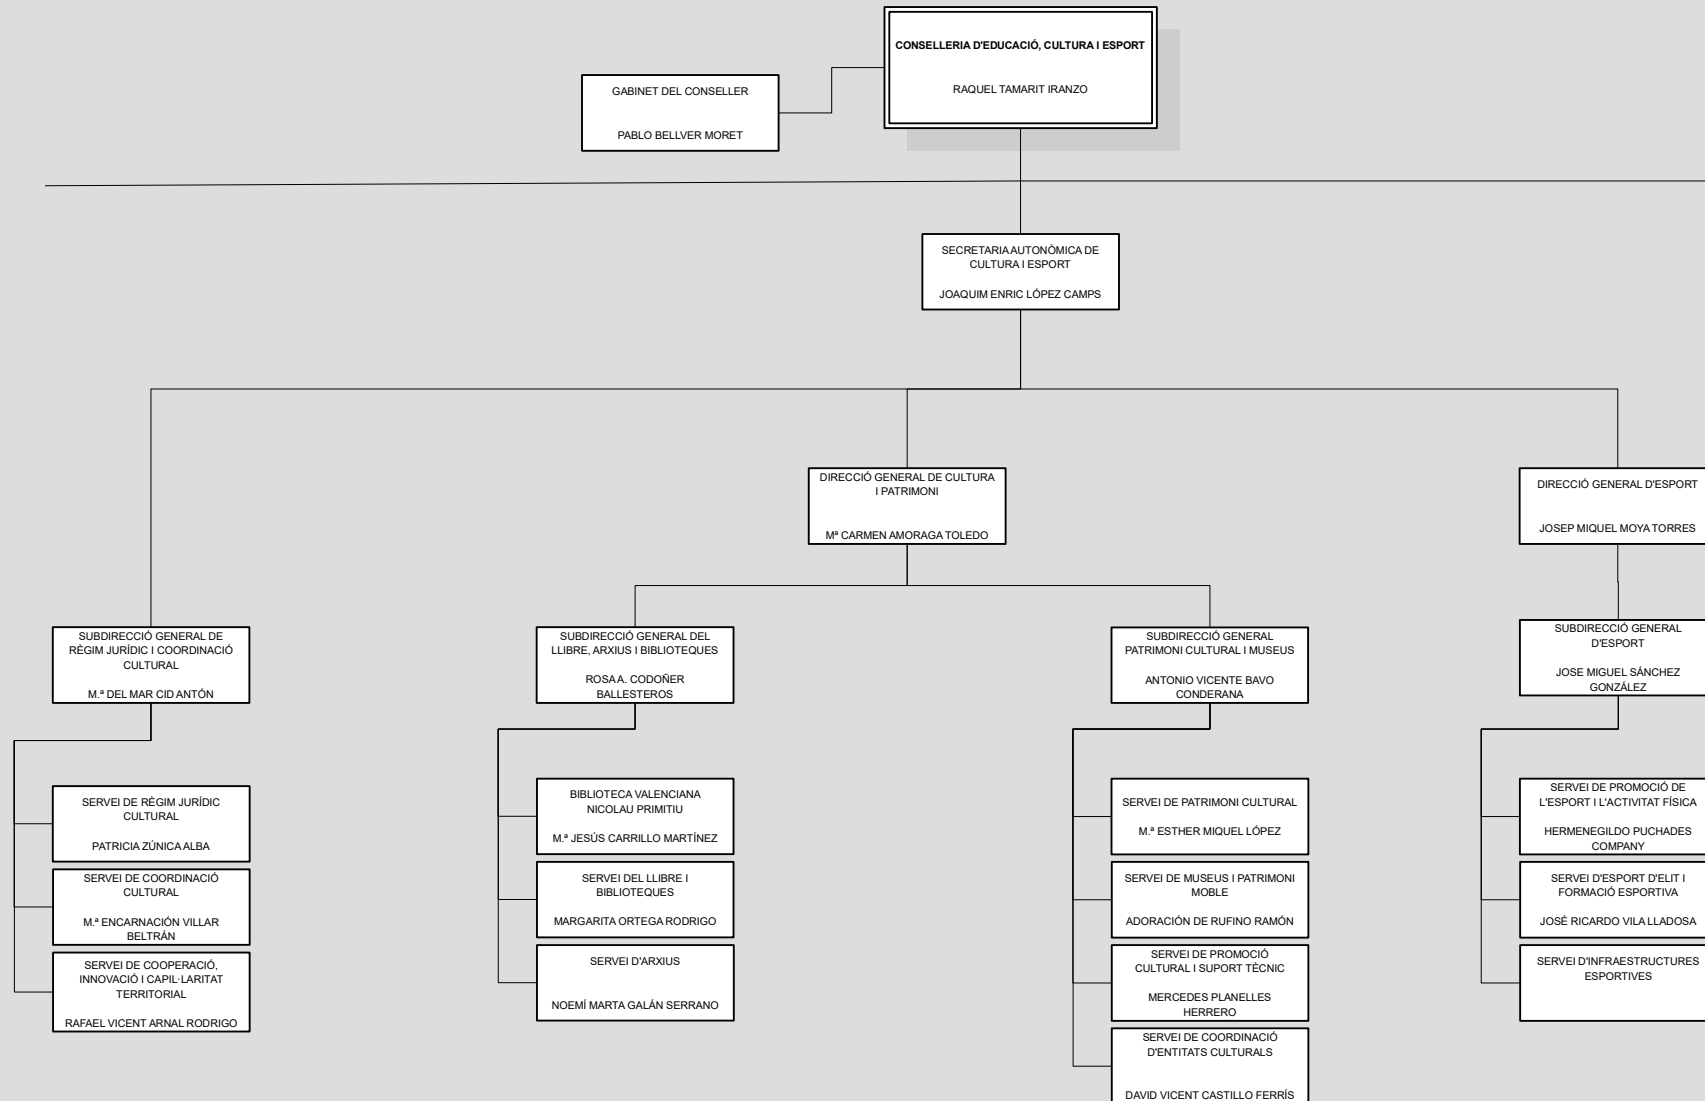 CONSELLERIA D'EDUCACIÓ, CULTURA I ESPORT
RAQUEL TAMARIT IRANZO
GABINET DEL CONSELLER
PABLO BELLVER MORET
SECRETARIA AUTONÒMICA DE
CULTURA I ESPORT
JOAQUIM ENRIC LÓPEZ CAMPS
DIRECCIÓ GENERAL DE CULTURA
I PATRIMONI
Mª CARMEN AMORAGA TOLEDO
DIRECCIÓ GENERAL D'ESPORT
JOSEP MIQUEL MOYA TORRES
SUBDIRECCIÓ GENERAL DE
RÈGIM JURÍDIC I COORDINACIÓ
CULTURAL
M.ª DEL MAR CID ANTÓN
SERVEI DE RÈGIM JURÍDIC
CULTURAL
PATRICIA ZÚNICA ALBA
SERVEI DE COORDINACIÓ
CULTURAL
M.ª ENCARNACIÓN VILLAR
BELTRÁN
SERVEI DE COOPERACIÓ,
INNOVACIÓ I CAPIL·LARITAT
TERRITORIAL
RAFAEL VICENT ARNAL RODRIGO
SUBDIRECCIÓ GENERAL DEL
LLIBRE, ARXIUS I BIBLIOTEQUES
ROSA A. CODOÑER
BALLESTEROS
BIBLIOTECA VALENCIANA
NICOLAU PRIMITIU
M.ª JESÚS CARRILLO MARTÍNEZ
SERVEI DEL LLIBRE I
BIBLIOTEQUES
MARGARITA ORTEGA RODRIGO
SERVEI D'ARXIUS
NOEMÍ MARTA GALÁN SERRANO
SUBDIRECCIÓ GENERAL
PATRIMONI CULTURAL I MUSEUS
ANTONIO VICENTE BAVO
CONDERANA
SERVEI DE PATRIMONI CULTURAL
M.ª ESTHER MIQUEL LÓPEZ
SERVEI DE MUSEUS I PATRIMONI
MOBLE
ADORACIÓN DE RUFINO RAMÓN
SERVEI DE PROMOCIÓ
CULTURAL I SUPORT TÈCNIC
MERCEDES PLANELLES
HERRERO
SERVEI DE COORDINACIÓ
D'ENTITATS CULTURALS
DAVID VICENT CASTILLO FERRÍS
SUBDIRECCIÓ GENERAL
D'ESPORT
JOSE MIGUEL SÁNCHEZ
GONZÁLEZ
SERVEI DE PROMOCIÓ DE
L'ESPORT I L'ACTIVITAT FÍSICA
HERMENEGILDO PUCHADES
COMPANY
SERVEI D'ESPORT D'ELIT I
FORMACIÓ ESPORTIVA
JOSÉ RICARDO VILA LLADOSA
SERVEI D'INFRAESTRUCTURES
ESPORTIVES